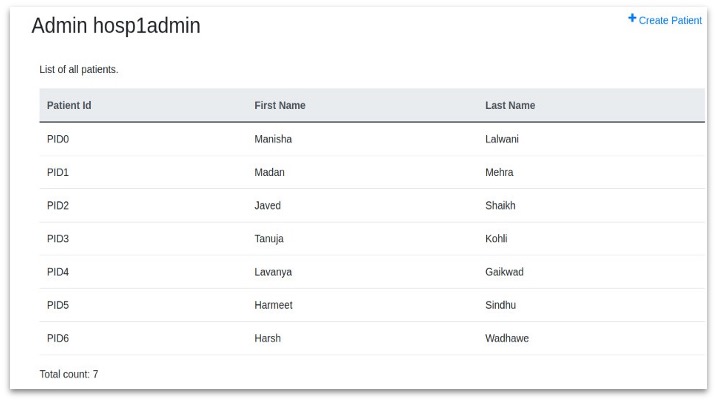 Admin hosp1admin
+ Create Patient
List of all patients.
Patient Id First Name Last Name
PID0 Manisha Lalwani
PID1 Madan Mehra
PID2 Javed Shaikh
PID3 Tanuja Kohli
PID4 Lavanya Gaikwad
PID5 Harmeet Sindhu
PID6 Harsh Wadhawe
Total count: 7